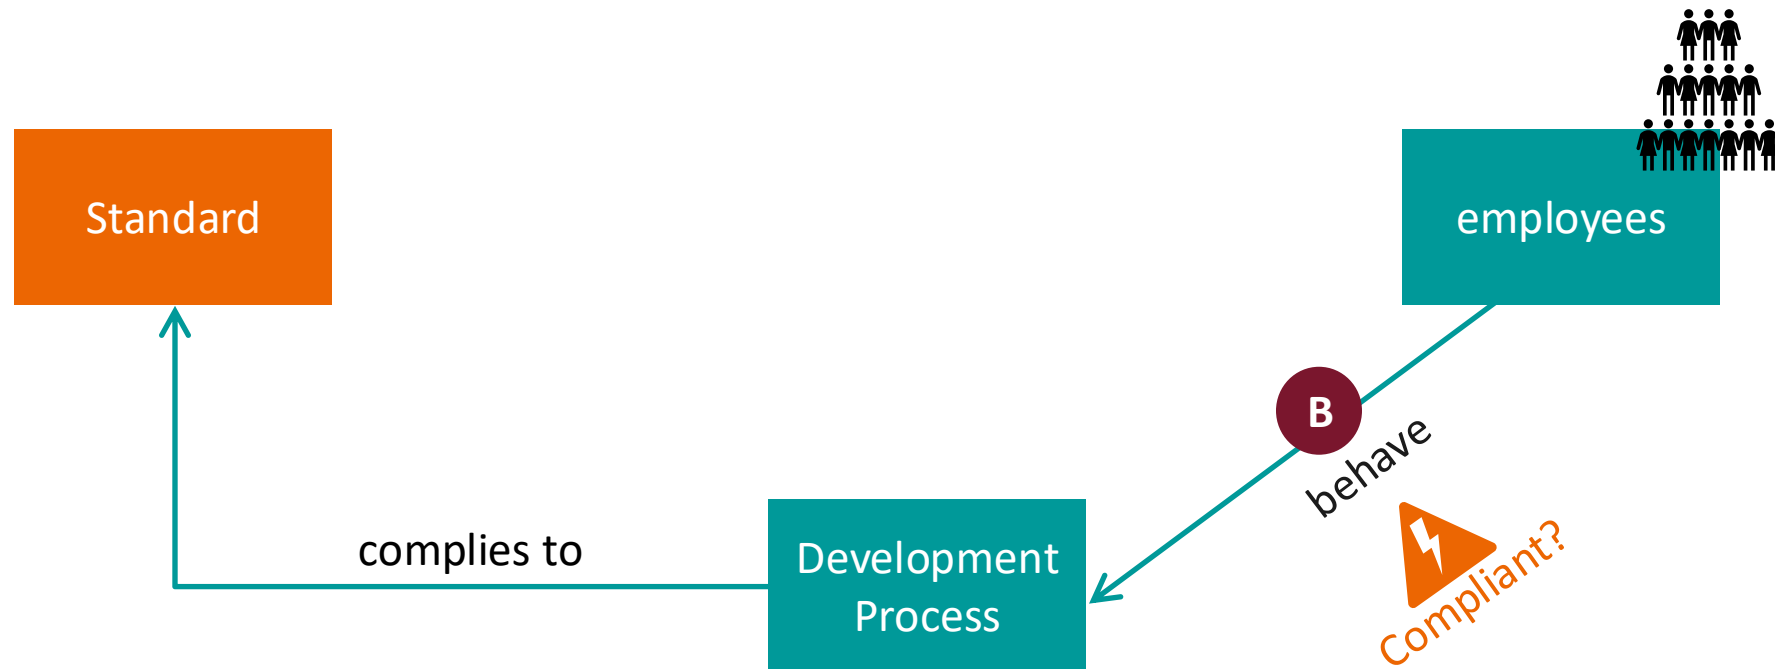 Standard
employees
B
behave
complies to
Development
Process
Compliant?